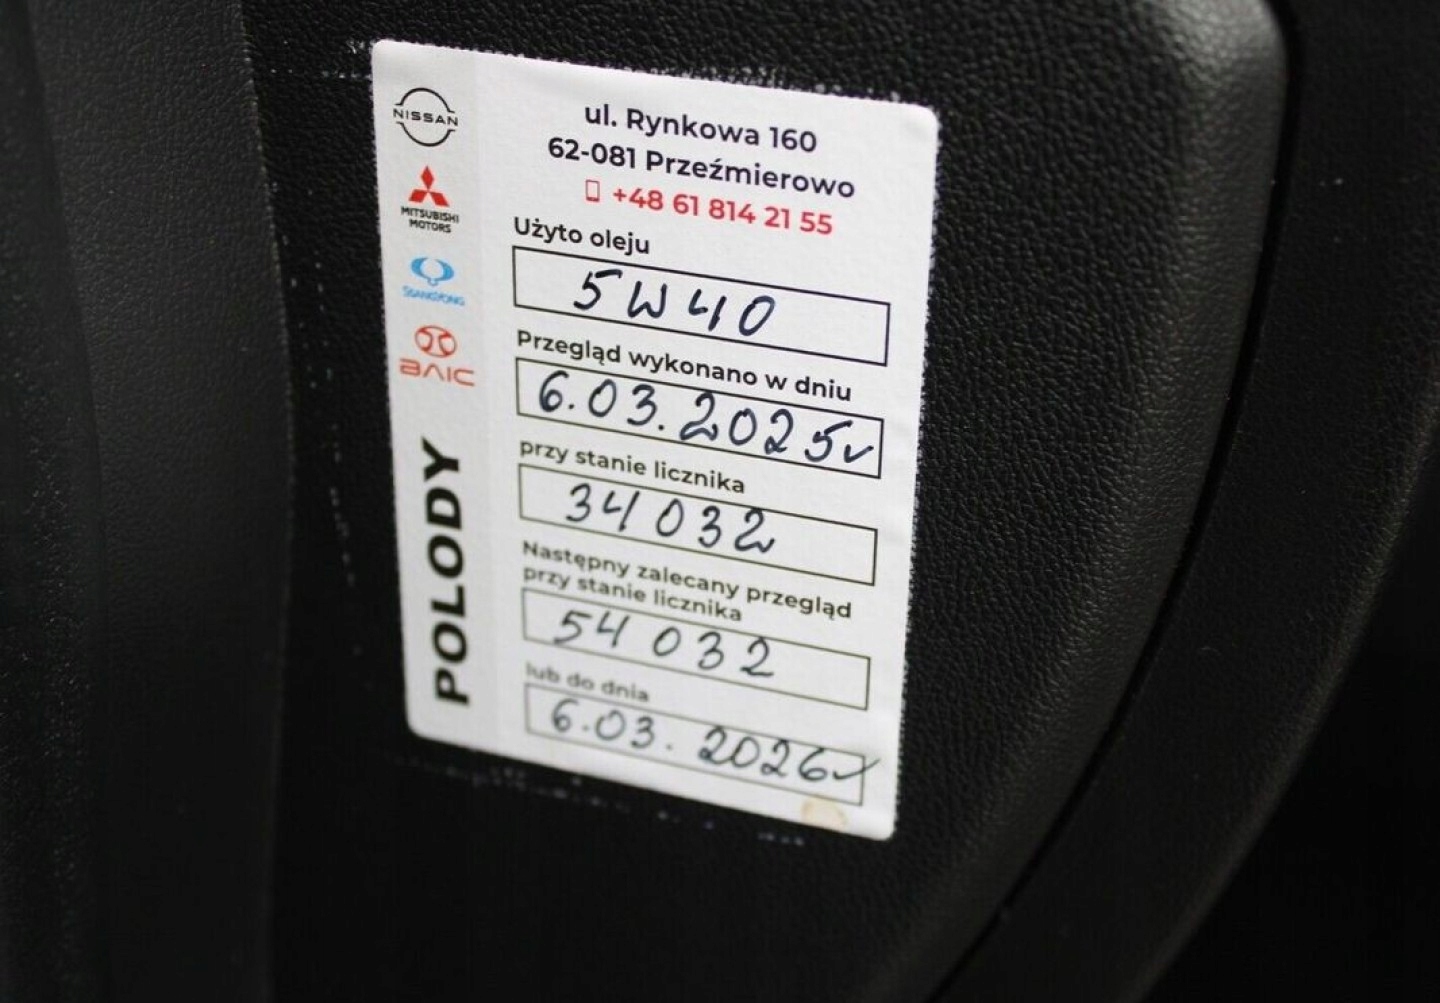 NISSAN
MITSUBISHI
MOTORS
SSANGYONG
BAIC
POLODY
ul. Rynkowa 160
62-081 Przeźmierowo
+48 61 814 21 55
Użyto oleju
5W40
Przegląd wykonano w dniu
6.03.2025r
przy stanie licznika
34032
Następny zalecany przegląd
przy stanie licznika
54032
lub do dnia
6.03.2026r